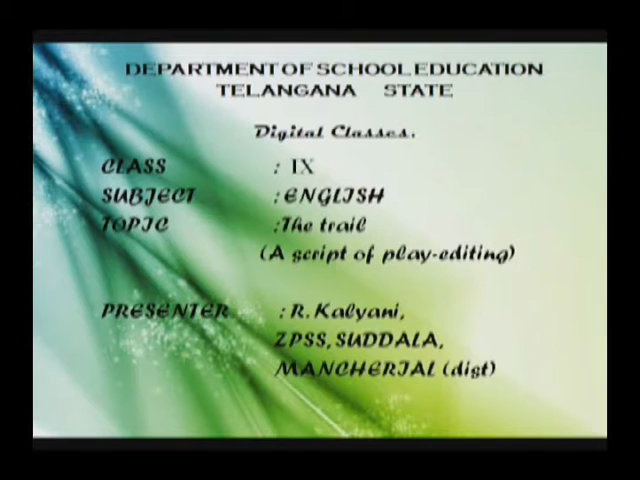 DEPARTMENT OF SCHOOL EDUCATION
TELANGANA STATE
Digital Classes.
CLASS : IX
SUBJECT : ENGLISH
TOPIC :The trail
(A script of play-editing)
PRESENTER : R. Kalyani,
ZPSS, SUDDALA,
MANCHERIAL (dist)